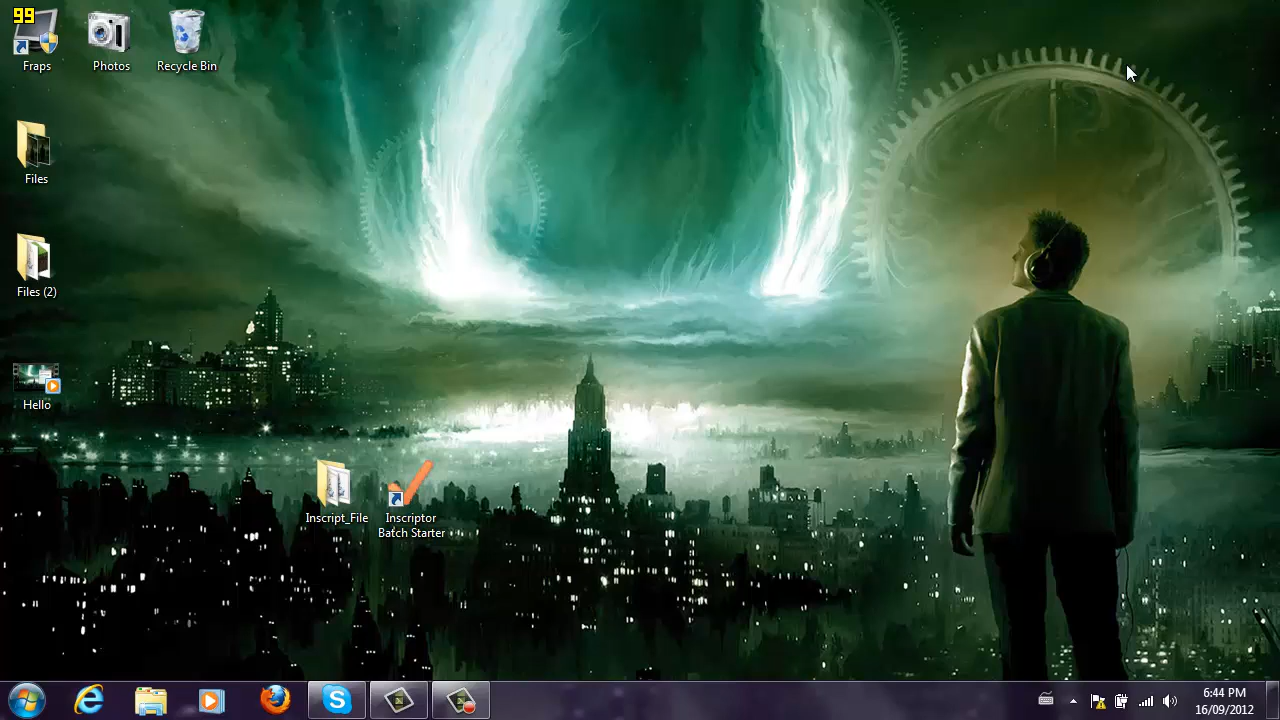 99
Fraps
Photos
Recycle Bin
Files
Files (2)
Hello
Inscript_File
Inscriptor
Batch Starter
6:44 PM
16/09/2012